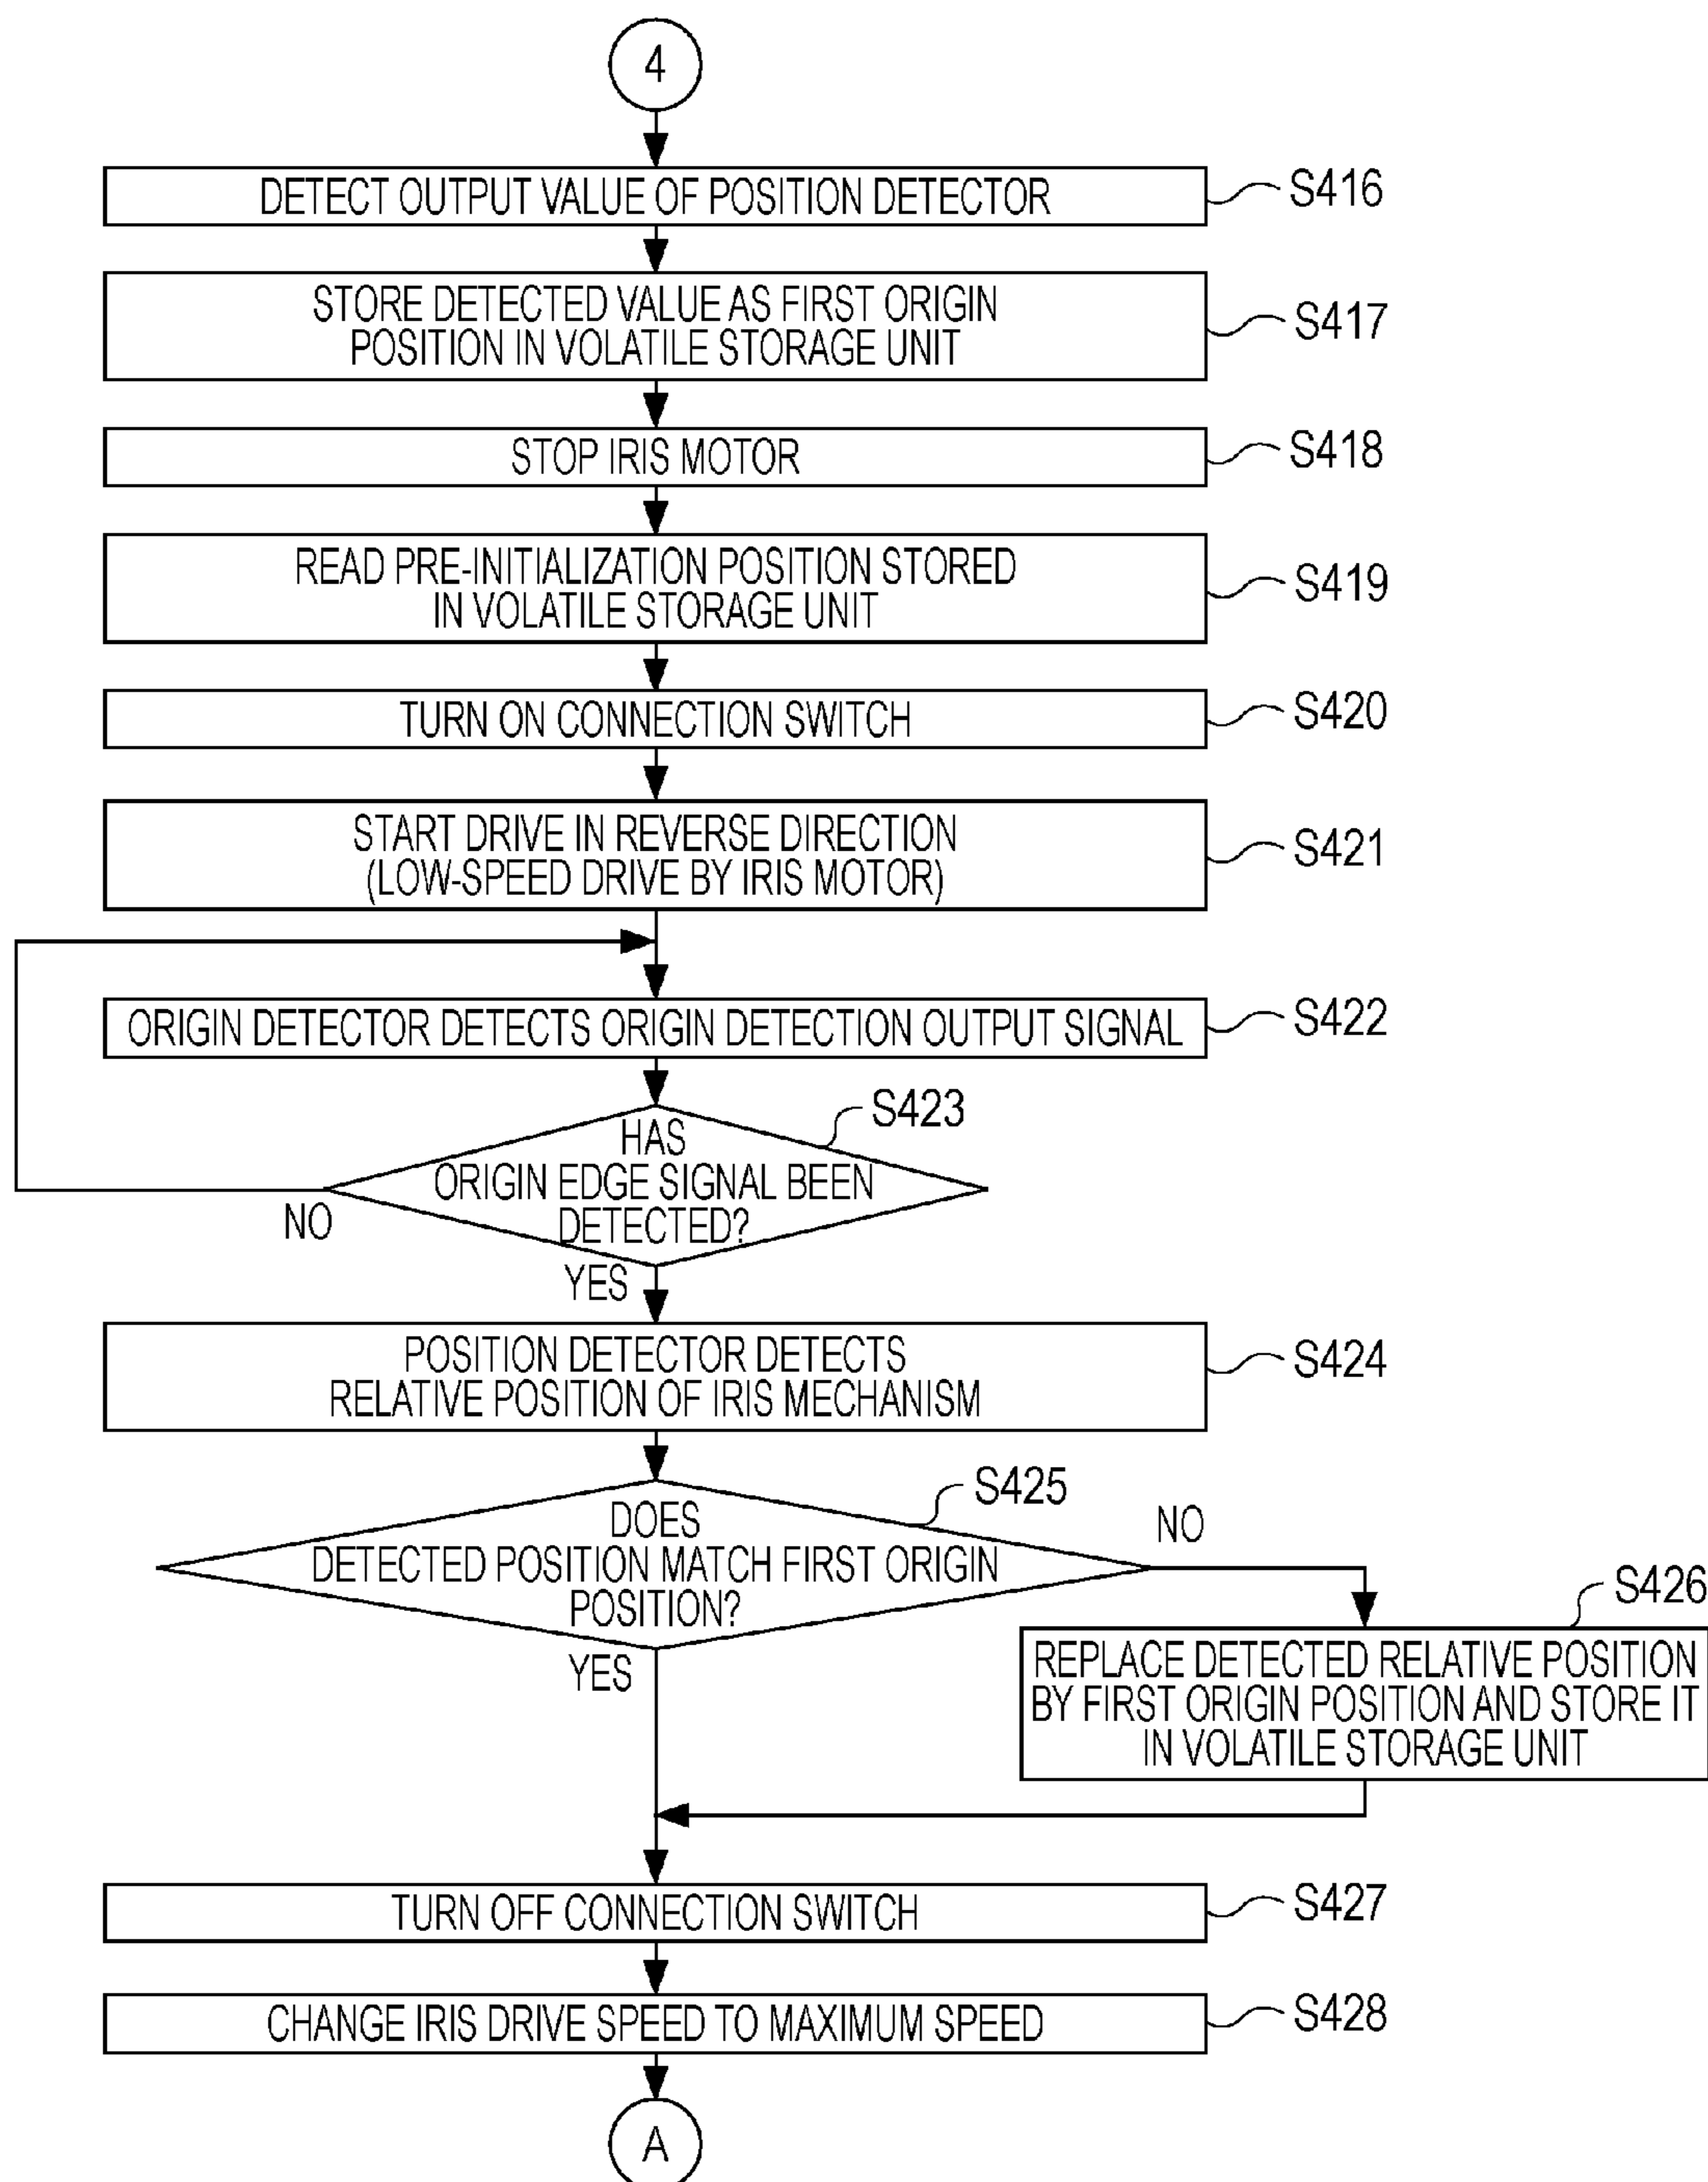 4
DETECT OUTPUT VALUE OF POSITION DETECTOR
S416
STORE DETECTED VALUE AS FIRST ORIGIN
POSITION IN VOLATILE STORAGE UNIT
S417
STOP IRIS MOTOR
S418
READ PRE-INITIALIZATION POSITION STORED
IN VOLATILE STORAGE UNIT
S419
TURN ON CONNECTION SWITCH
S420
START DRIVE IN REVERSE DIRECTION
(LOW-SPEED DRIVE BY IRIS MOTOR)
S421
ORIGIN DETECTOR DETECTS ORIGIN DETECTION OUTPUT SIGNAL
S422
S423
HAS
ORIGIN EDGE SIGNAL BEEN
DETECTED?
NO
YES
POSITION DETECTOR DETECTS
RELATIVE POSITION OF IRIS MECHANISM
S424
S425
DOES
DETECTED POSITION MATCH FIRST ORIGIN
POSITION?
NO
YES
S426
REPLACE DETECTED RELATIVE POSITION
BY FIRST ORIGIN POSITION AND STORE IT
IN VOLATILE STORAGE UNIT
TURN OFF CONNECTION SWITCH
S427
CHANGE IRIS DRIVE SPEED TO MAXIMUM SPEED
S428
A